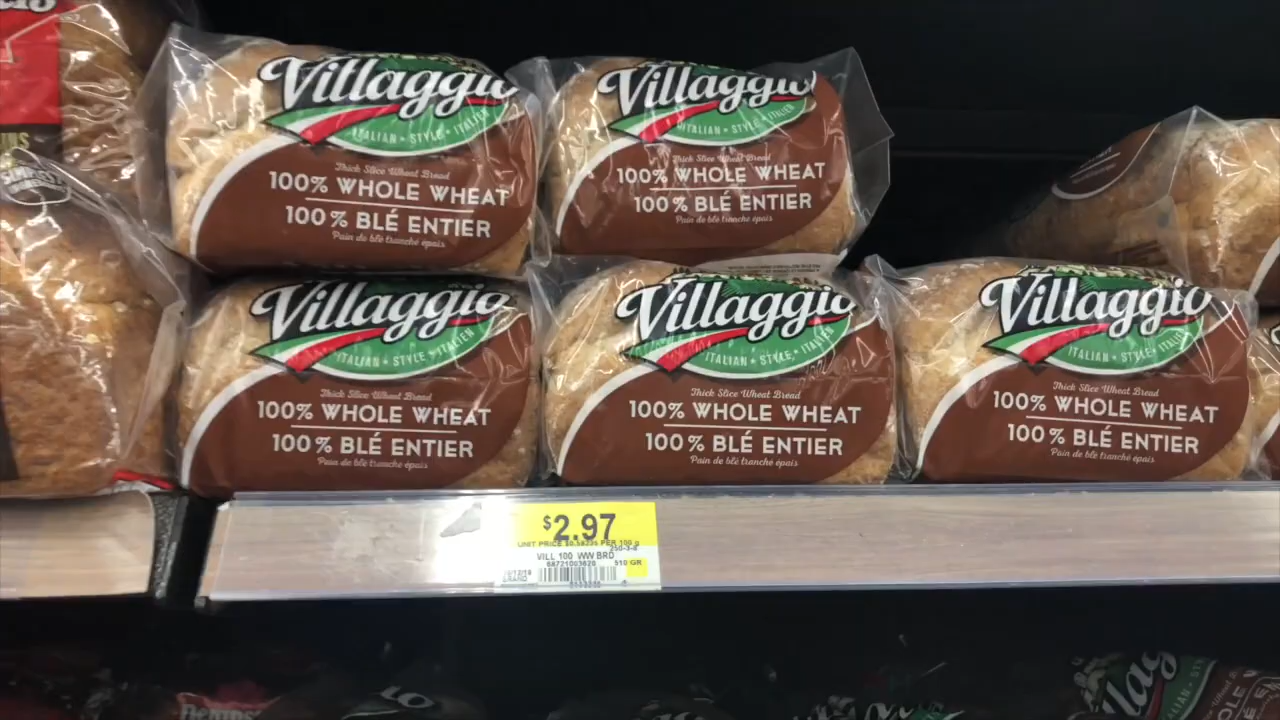 Villaggio
ITALIAN • STYLE • ITALIEN
Thick Slice Wheat Bread
100% WHOLE WHEAT
100% BLÉ ENTIER
Pain de blé tranché épais
Villaggio
ITALIAN • STYLE • ITALIEN
Thick Slice Wheat Bread
100% WHOLE WHEAT
100% BLÉ ENTIER
Pain de blé tranché épais
Villaggio
ITALIAN • STYLE • ITALIEN
Thick Slice Wheat Bread
100% WHOLE WHEAT
100% BLÉ ENTIER
Pain de blé tranché épais
Villaggio
ITALIAN • STYLE • ITALIEN
Thick Slice Wheat Bread
100% WHOLE WHEAT
100% BLÉ ENTIER
Pain de blé tranché épais
Villaggio
ITALIAN • STYLE • ITALIEN
Thick Slice Wheat Bread
100% WHOLE WHEAT
100% BLÉ ENTIER
Pain de blé tranché épais
$2.97
UNIT PRICE PER 100 g
VILL 100 WW BRD
68721003620
510 GR